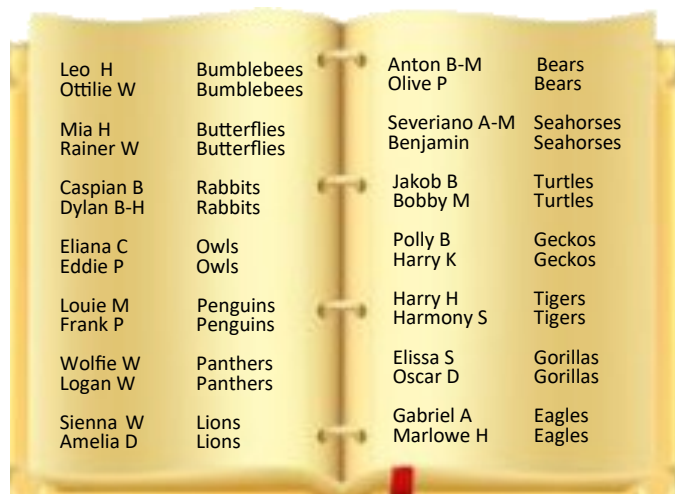 Leo H Bumblebees
Ottilie W Bumblebees
Mia H Butterflies
Rainer W Butterflies
Caspian B Rabbits
Dylan B-H Rabbits
Eliana C Owls
Eddie P Owls
Louie M Penguins
Frank P Penguins
Wolfie W Panthers
Logan W Panthers
Sienna W Lions
Amelia D Lions
Anton B-M Bears
Olive P Bears
Severiano A-M Seahorses
Benjamin Seahorses
Jakob B Turtles
Bobby M Turtles
Polly B Geckos
Harry K Geckos
Harry H Tigers
Harmony S Tigers
Elissa S Gorillas
Oscar D Gorillas
Gabriel A Eagles
Marlowe H Eagles